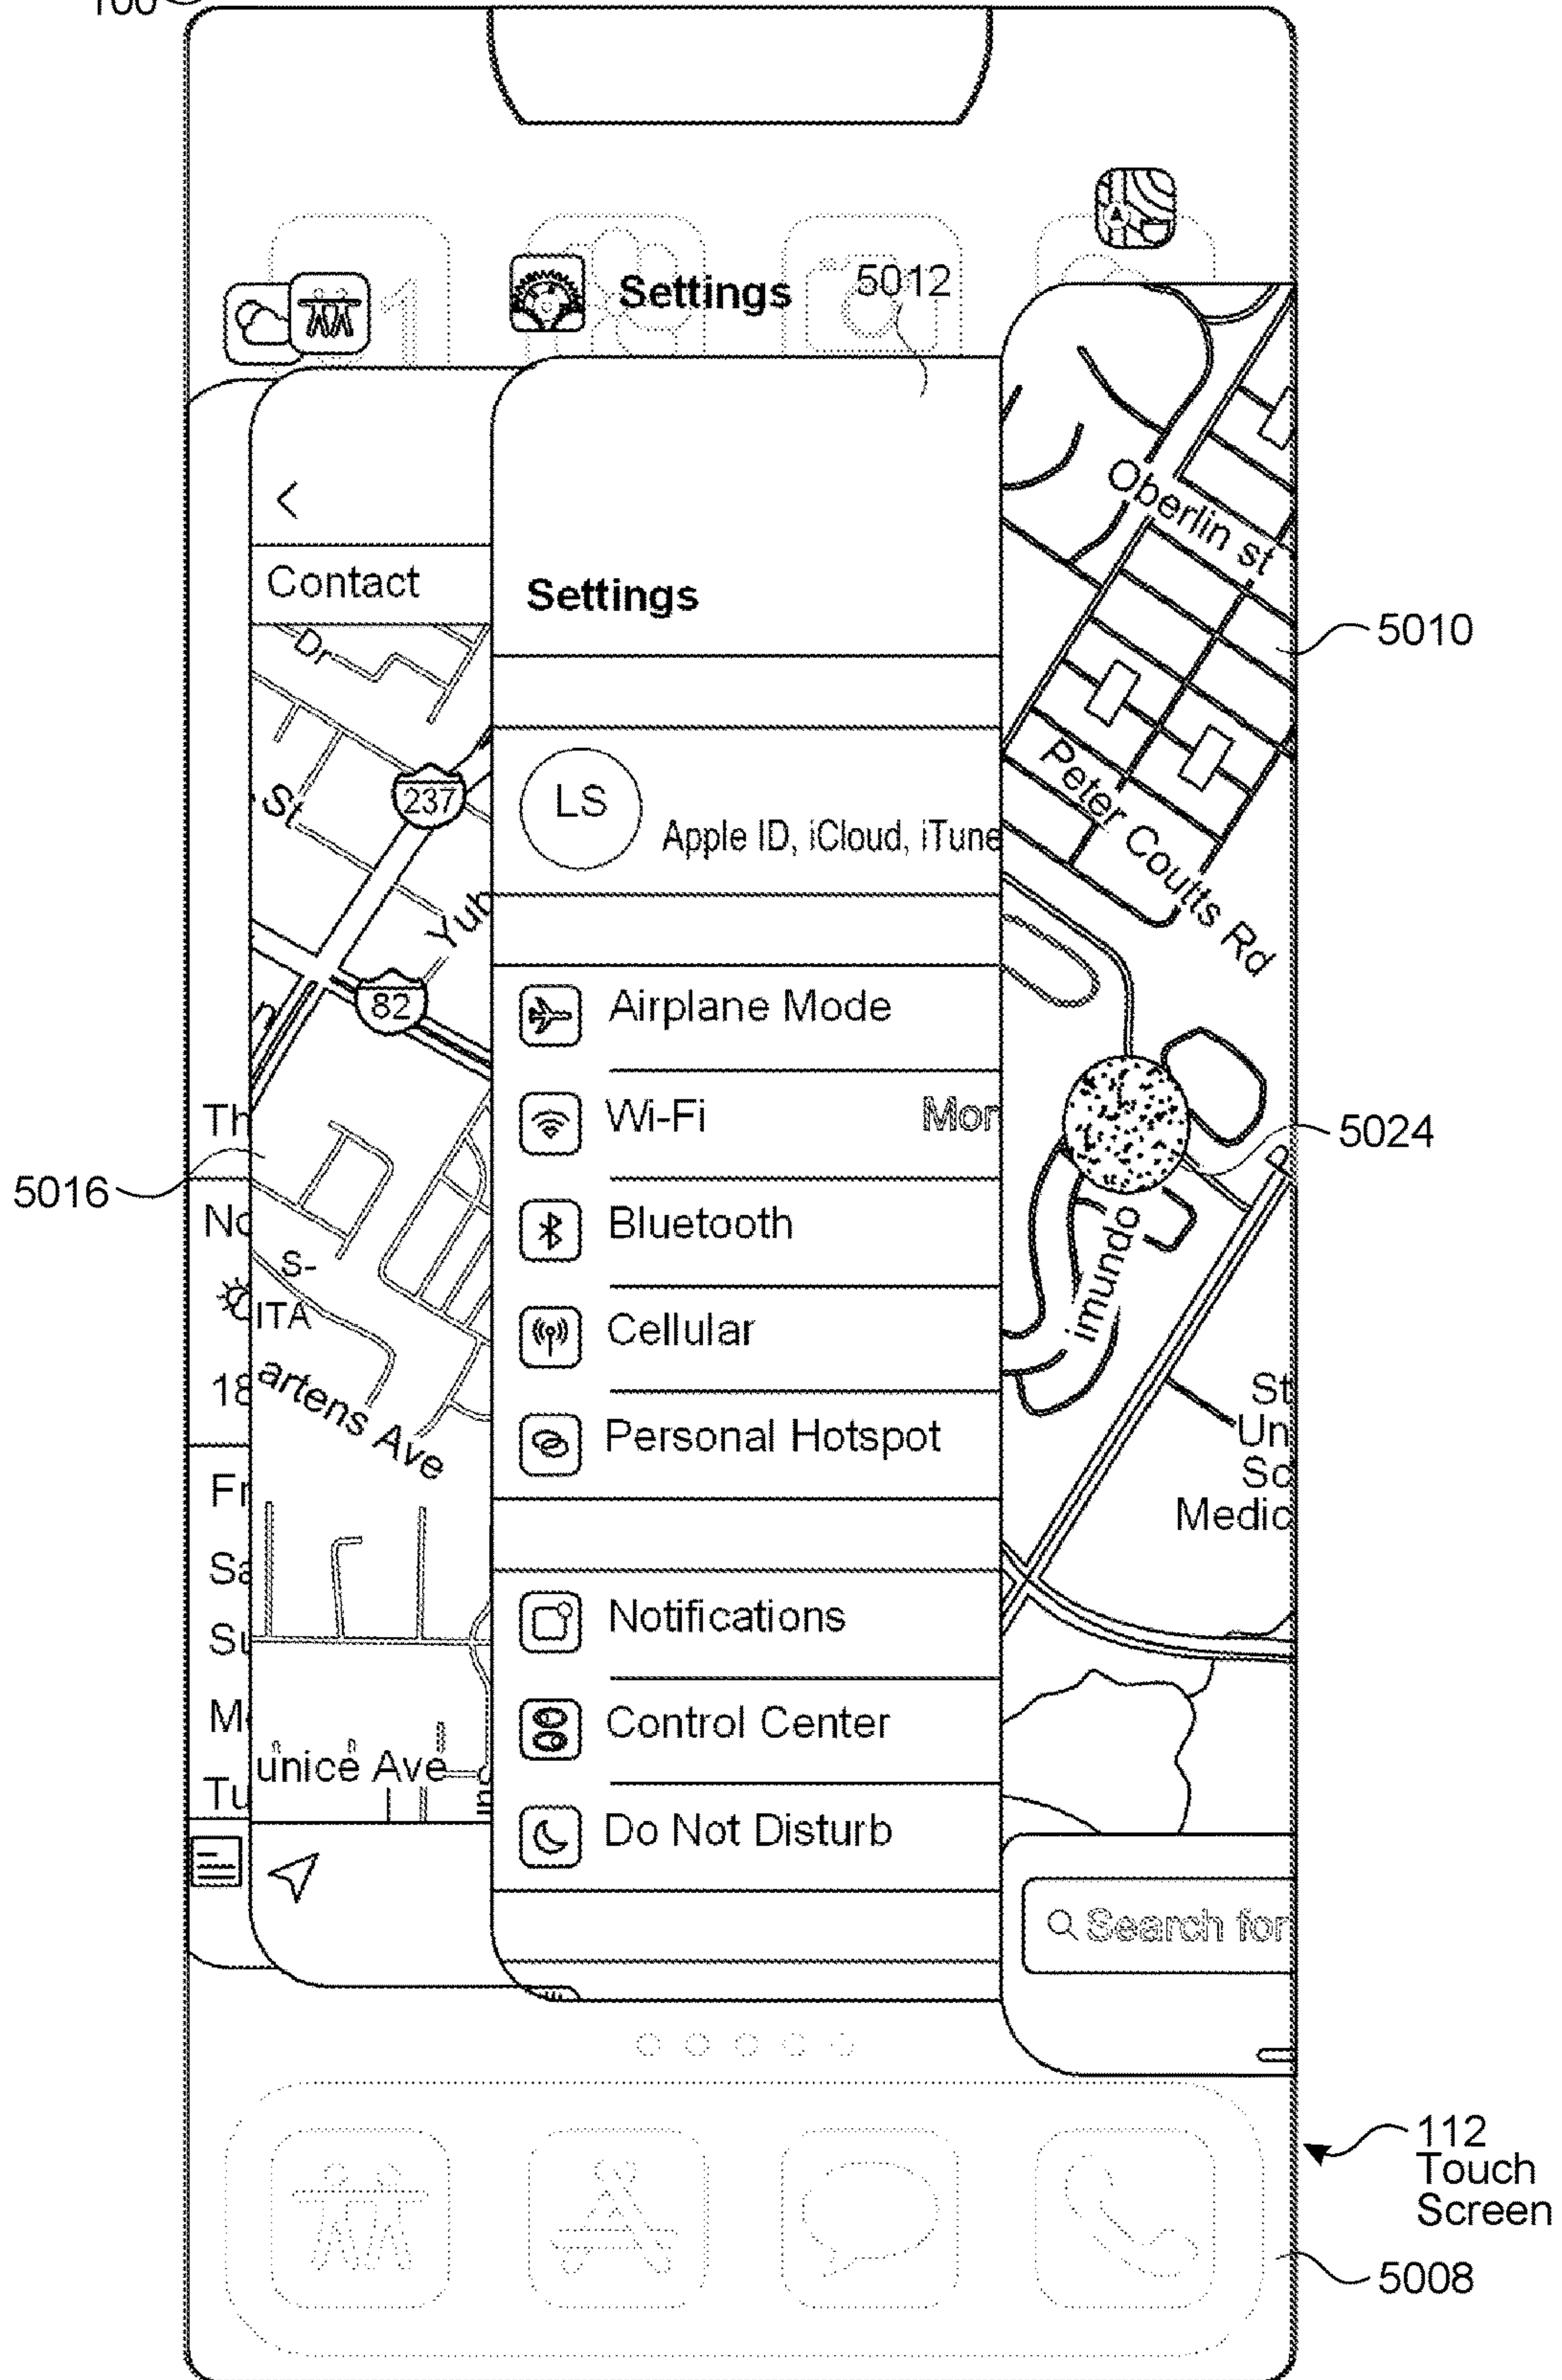 100
Settings
5012
Contact
Settings
Oberlin st
5010
Dr
St
237
LS
Apple ID, iCloud, iTune
Peter Coutts Rd
Yub
82
Airplane Mode
Th
Wi-Fi
Mor
5024
5016
No
Bluetooth
S-
ITA
imundo
Cellular
18
artens Ave
St
Un
Sc
Medic
Personal Hotspot
Fr
Sa
Notifications
Su
M
Control Center
unice Ave
Tu
Do Not Disturb
Search for
112
Touch
Screen
5008